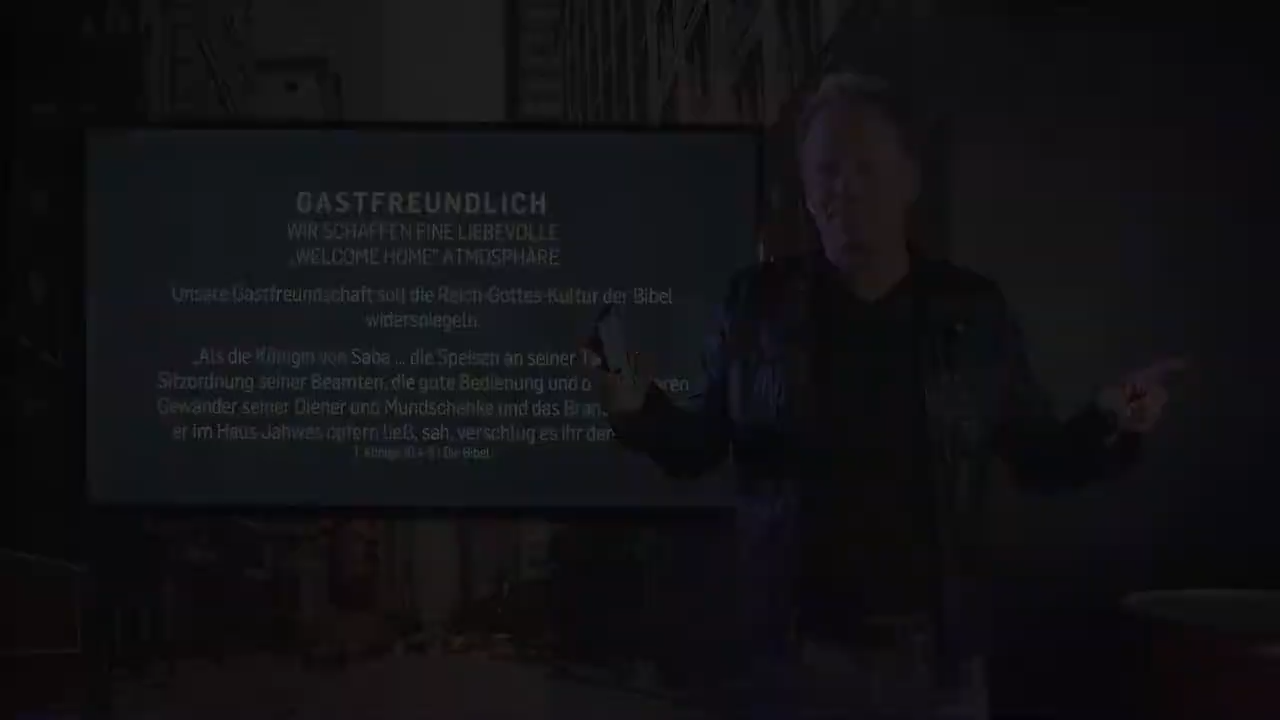 GASTFREUNDLICH
WIR SCHAFFEN EINE LIEBEVOLLE
„WELCOME HOME" ATMOSPHÄRE
Unsere Gastfreundschaft soll die Reich-Gottes-Kultur der Bibel
widerspiegeln.
„Als die Königin von Saba ... die Speisen an seiner
Sitzordnung seiner Beamten, die gute Bedienung und
Gewänder seiner Diener und Mundschenke und das
er im Haus Jahwes opfern ließ, sah, verschlug es ihr
Die Bibel